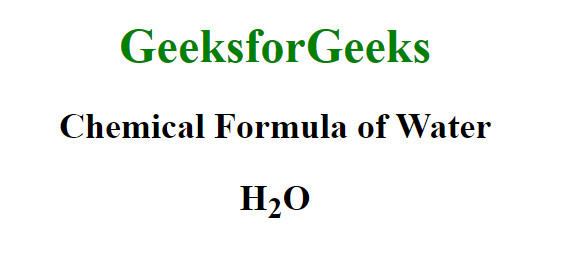 GeeksforGeeks
Chemical Formula of Water
H₂O